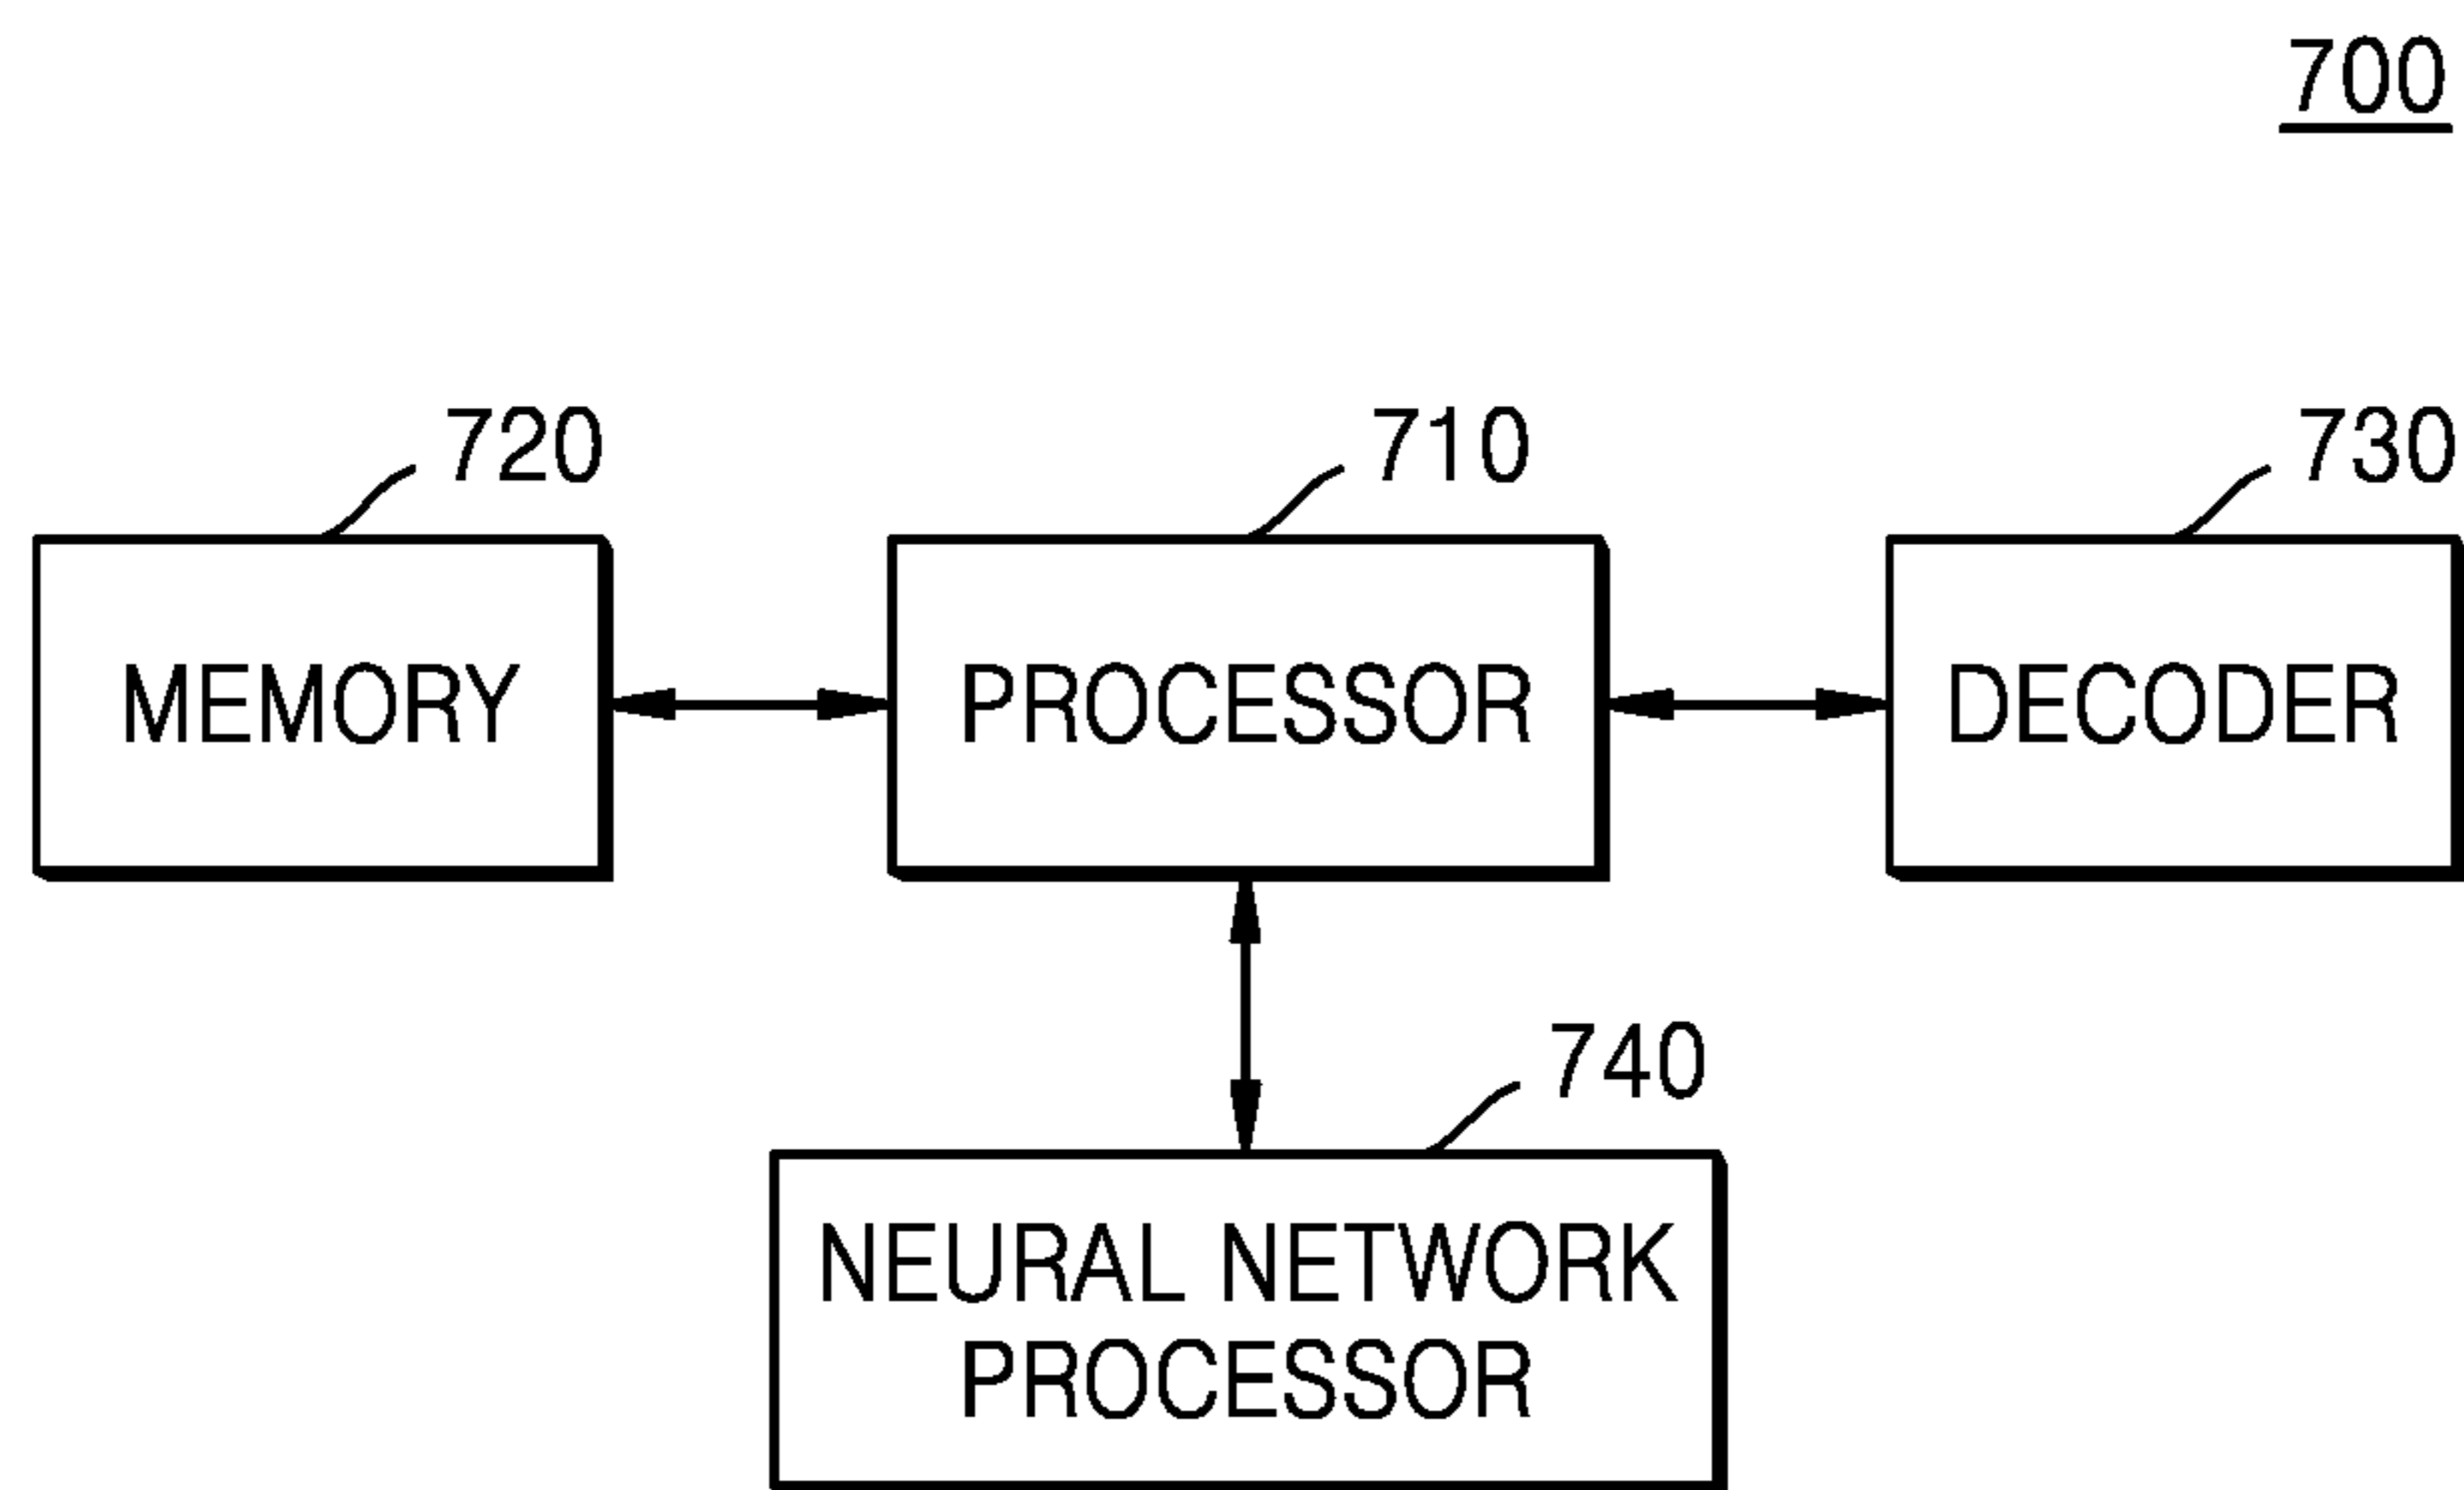 700
720
710
730
MEMORY
PROCESSOR
DECODER
740
NEURAL NETWORK
PROCESSOR